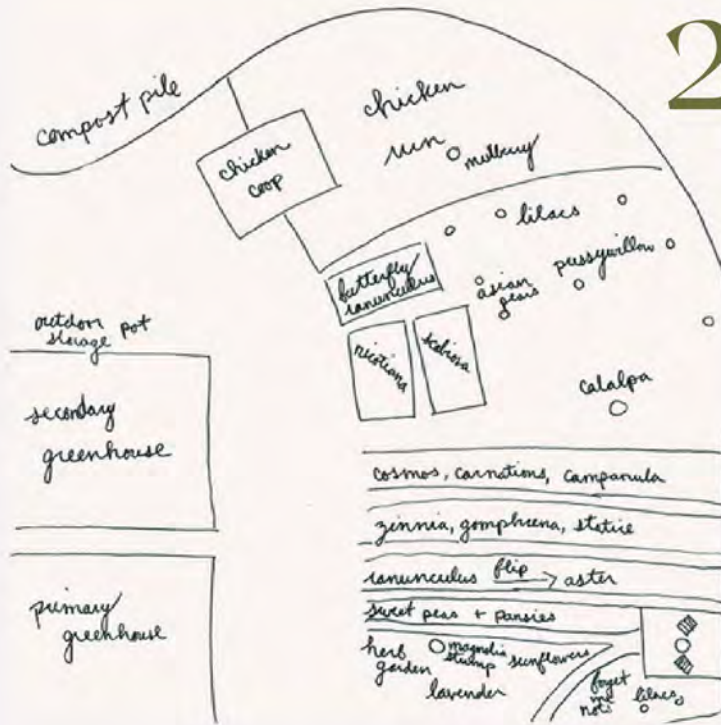 2
compost pile
chicken
run
mulberry
chicken
coop
lilacs
pussywillow
asian
pears
butterfly
ranunculus
nicotiana
scabiosa
catalpa
outdoor pot
storage
secondary
greenhouse
primary
greenhouse
cosmos, carnations, campanula
zinnia, gomphrena, statice
ranunculus flip → aster
sweet peas + pansies
herb
garden
magnolia
stump
sunflowers
lavender
forget
me
nots
lilacs